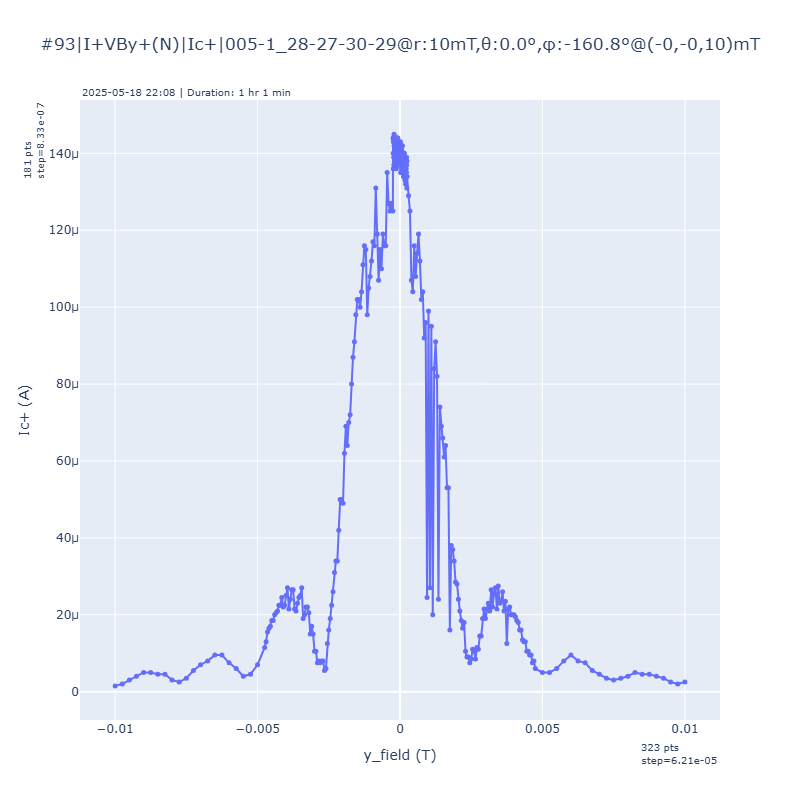 #93|I+VBy+(N)|Ic+|005-1_28-27-30-29@r:10mT,θ:0.0º,φ:-160.8º@(-0,-0,10)mT
2025-05-18 22:08 | Duration: 1 hr 1 min
181 pts
step=8.33e-07
140μ
120μ
100μ
80μ
60μ
40μ
20μ
0
Ic+ (A)
−0.01
−0.005
0
0.005
0.01
y_field (T)
323 pts
step=6.21e-05